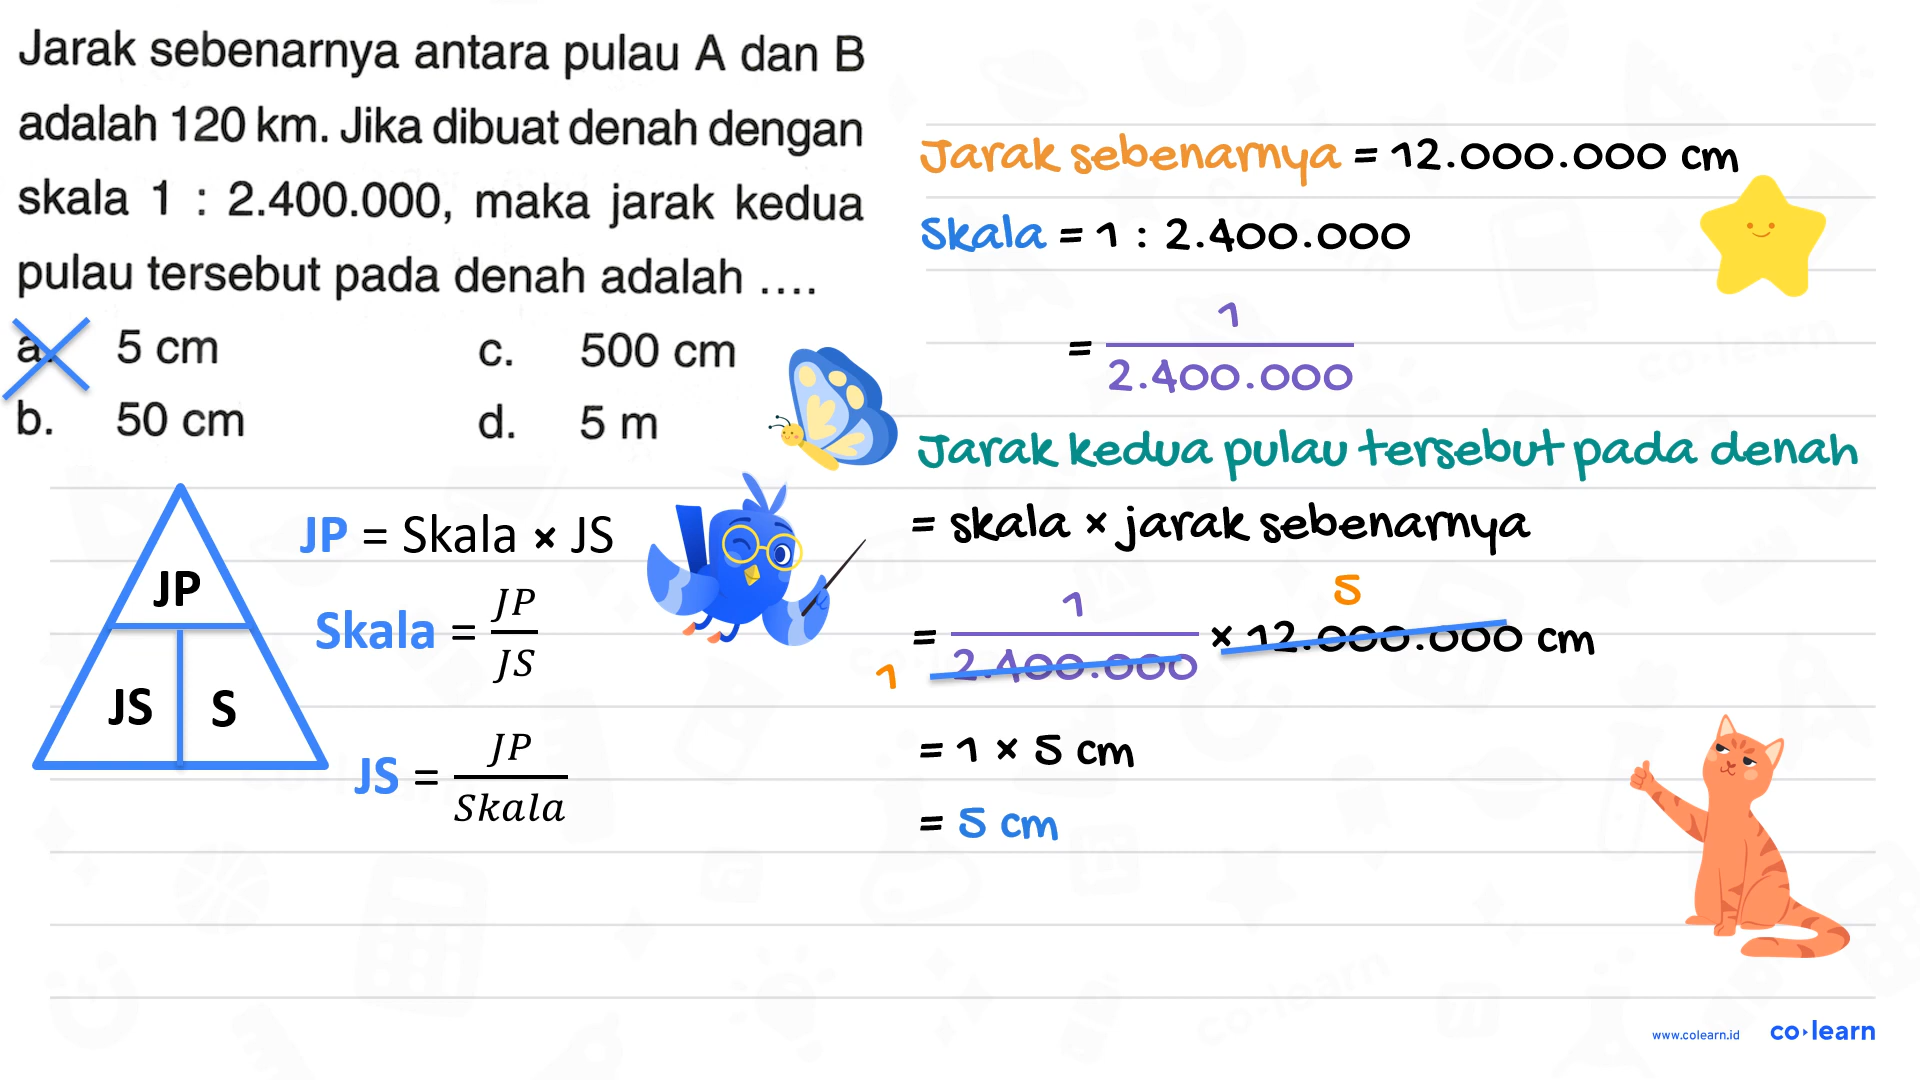 Jarak sebenarnya antara pulau A dan B
adalah 120 km. Jika dibuat denah dengan
skala 1 : 2.400.000, maka jarak kedua
pulau tersebut pada denah adalah ....
a. 5 cm c. 500 cm
b. 50 cm d. 5 m
JP
JS S
JP = Skala × JS
Skala = JP / JS
JS = JP / Skala
Jarak sebenarnya = 12.000.000 cm
Skala = 1 : 2.400.000
= 1 / 2.400.000
Jarak kedua pulau tersebut pada denah
= skala × jarak sebenarnya
5
= 1 / 2.400.000 × 12.000.000 cm
1
= 1 × 5 cm
= 5 cm
www.colearn.id co·learn